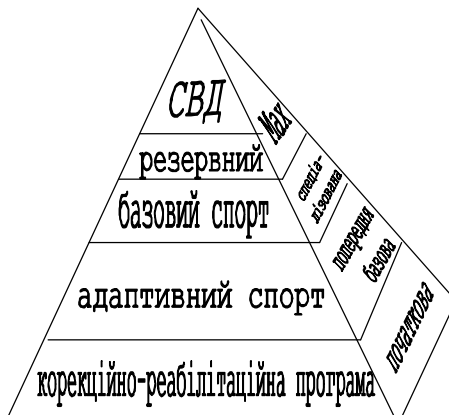 СВД
Max
резервний
спеціа-
лізована
базовий спорт
попередня
базова
адаптивний спорт
початкова
корекційно-реабілітаційна програма